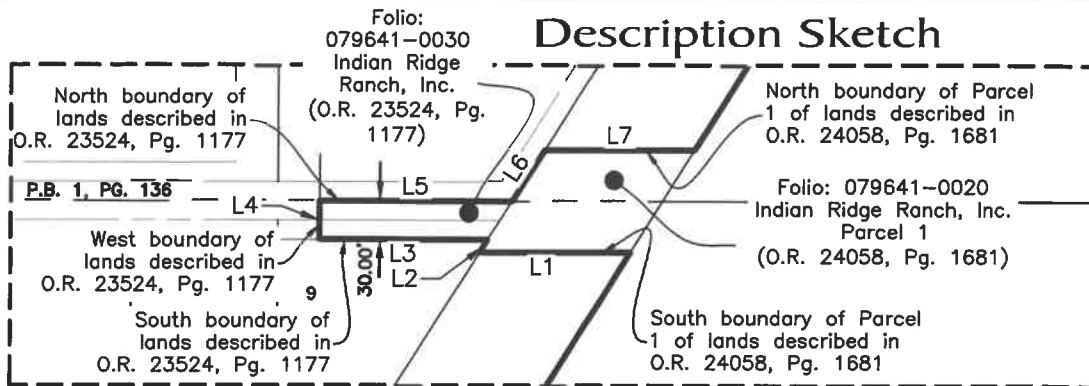 Description Sketch
Folio:
079641-0030
Indian Ridge
Ranch, Inc.
(O.R. 23524, Pg.
1177)
North boundary of
lands described in
O.R. 23524, Pg. 1177
P.B. 1, PG. 136
L4
L5
L6
L7
North boundary of Parcel
1 of lands described in
O.R. 24058, Pg. 1681
Folio: 079641-0020
Indian Ridge Ranch, Inc.
Parcel 1
(O.R. 24058, Pg. 1681)
West boundary of
lands described in
O.R. 23524, Pg. 1177
L3
L2
L1
30.00'
9
South boundary of
lands described in
O.R. 23524, Pg. 1177
South boundary of Parcel
1 of lands described in
O.R. 24058, Pg. 1681